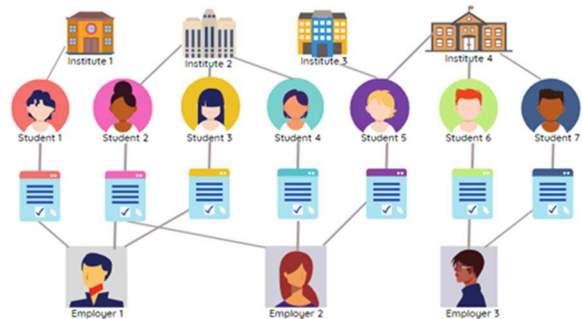 Institute 1
Institute 2
Institute 3
Institute 4
Student 1
Student 2
Student 3
Student 4
Student 5
Student 6
Student 7
Employer 1
Employer 2
Employer 3